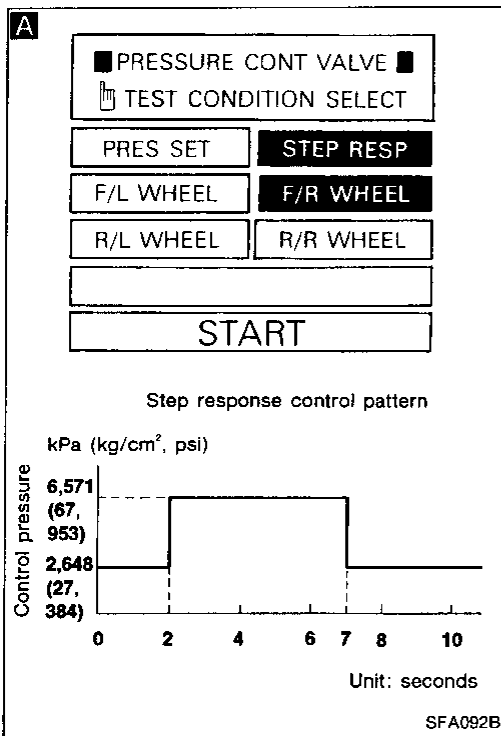 A
PRESSURE CONT VALVE
TEST CONDITION SELECT
PRES SET
STEP RESP
F/L WHEEL
F/R WHEEL
R/L WHEEL
R/R WHEEL
START
Step response control pattern
kPa (kg/cm², psi)
Control pressure
6,571
(67,
953)
2,648
(27,
384)
0 2 4 6 7 8 10
Unit: seconds
SFA092B